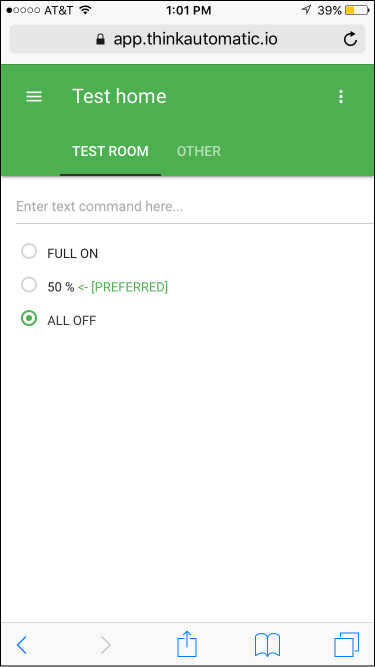 AT&T 1:01 PM 39%
app.thinkautomatic.io
Test home
TEST ROOM OTHER
Enter text command here...
FULL ON
50 % <- [PREFERRED]
ALL OFF